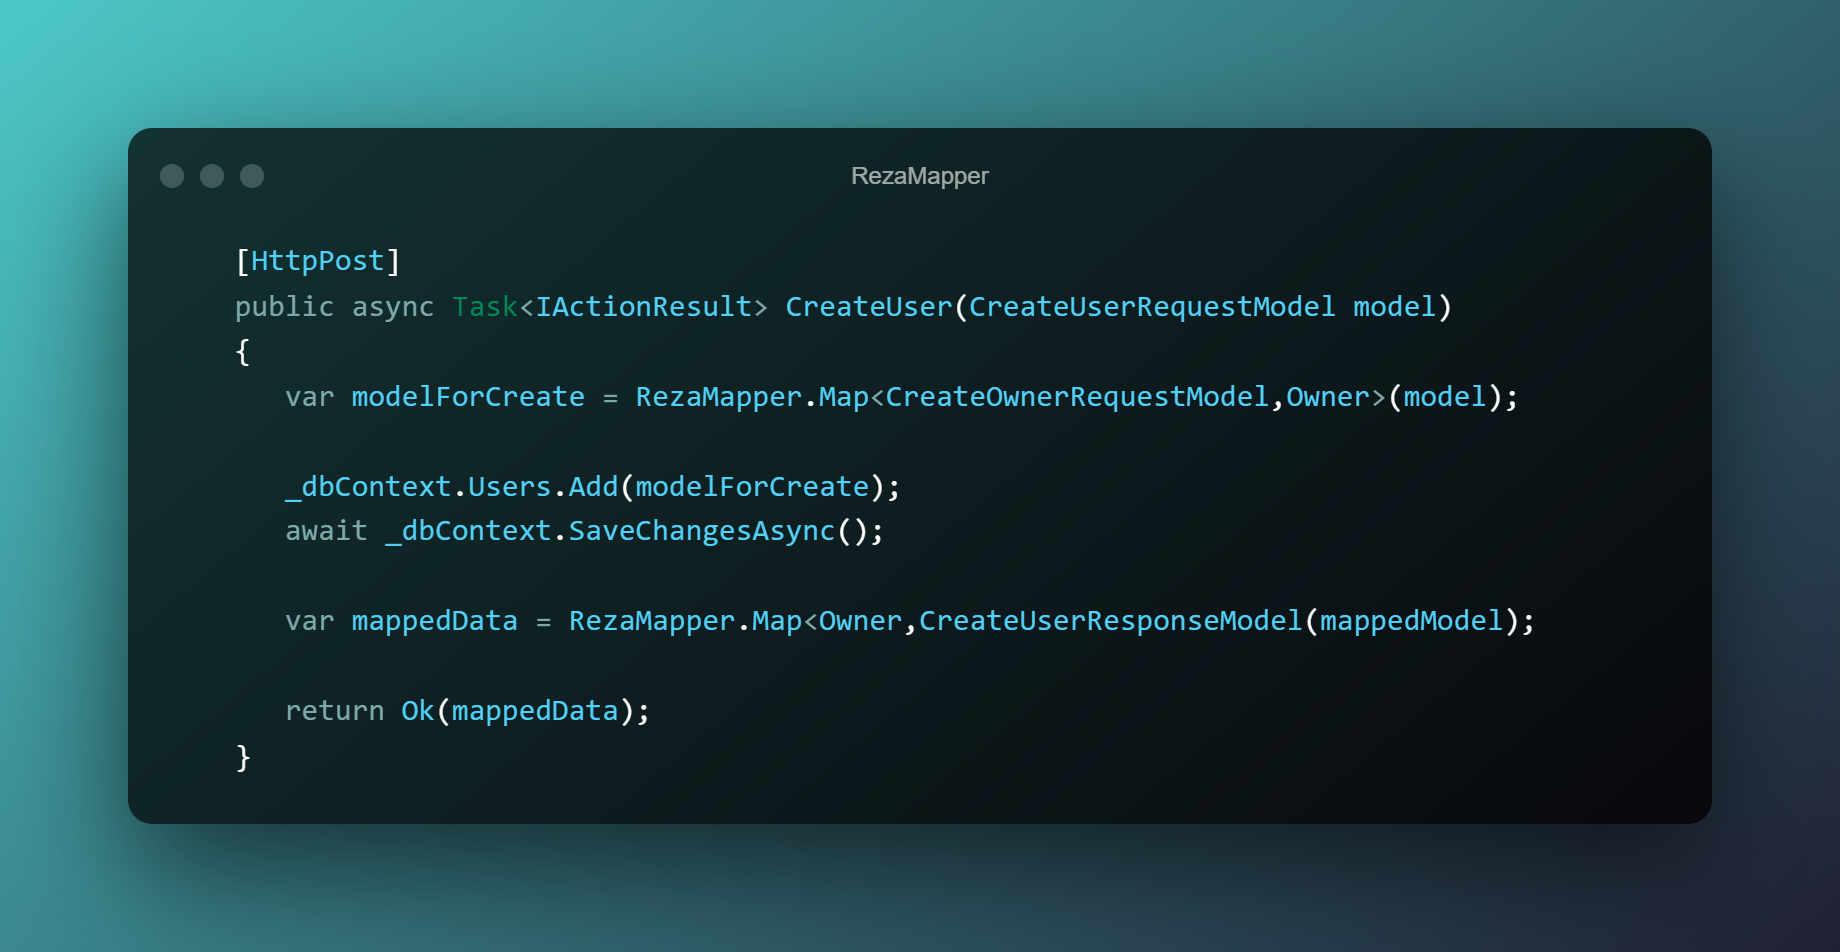 RezaMapper
[HttpPost]
public async Task<IActionResult> CreateUser(CreateUserRequestModel model)
{
var modelForCreate = RezaMapper.Map<CreateOwnerRequestModel,Owner>(model);
_dbContext.Users.Add(modelForCreate);
await _dbContext.SaveChangesAsync();
var mappedData = RezaMapper.Map<Owner,CreateUserResponseModel(mappedModel);
return Ok(mappedData);
}